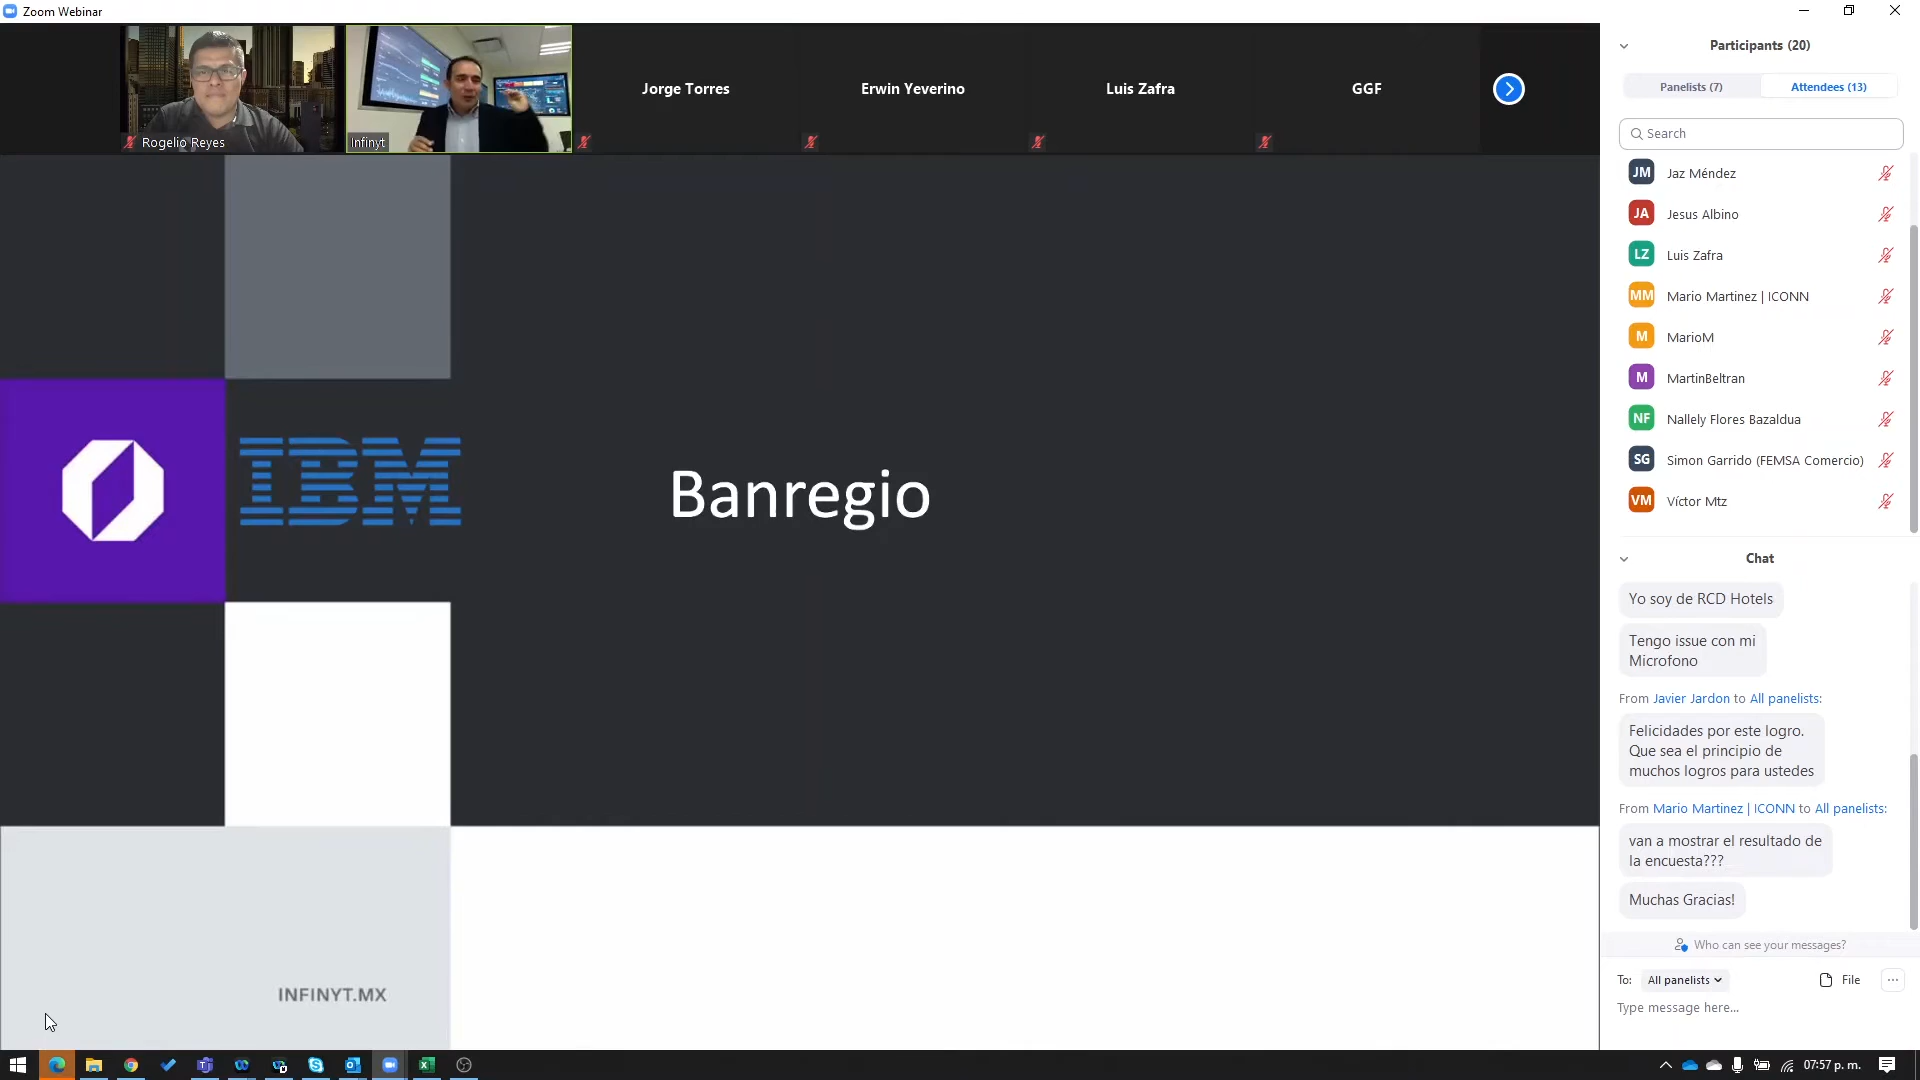 Zoom Webinar
Rogelio Reyes
Infinyt
Jorge Torres
Erwin Yeverino
Luis Zafra
GGF
IBM
Banregio
INFINYT.MX
Participants (20)
Panelists (7)
Attendees (13)
Search
JM Jaz Méndez
JA Jesus Albino
LZ Luis Zafra
MM Mario Martinez | ICONN
M MarioM
M MartinBeltran
NF Nallely Flores Bazaldua
SG Simon Garrido (FEMSA Comercio)
VM Víctor Mtz
Chat
Yo soy de RCD Hotels
Tengo issue con mi
Microfono
From Javier Jardon to All panelists:
Felicidades por este logro.
Que sea el principio de
muchos logros para ustedes
From Mario Martinez | ICONN to All panelists:
van a mostrar el resultado de
la encuesta???
Muchas Gracias!
Who can see your messages?
To: All panelists
File
Type message here...
07:57 p. m.